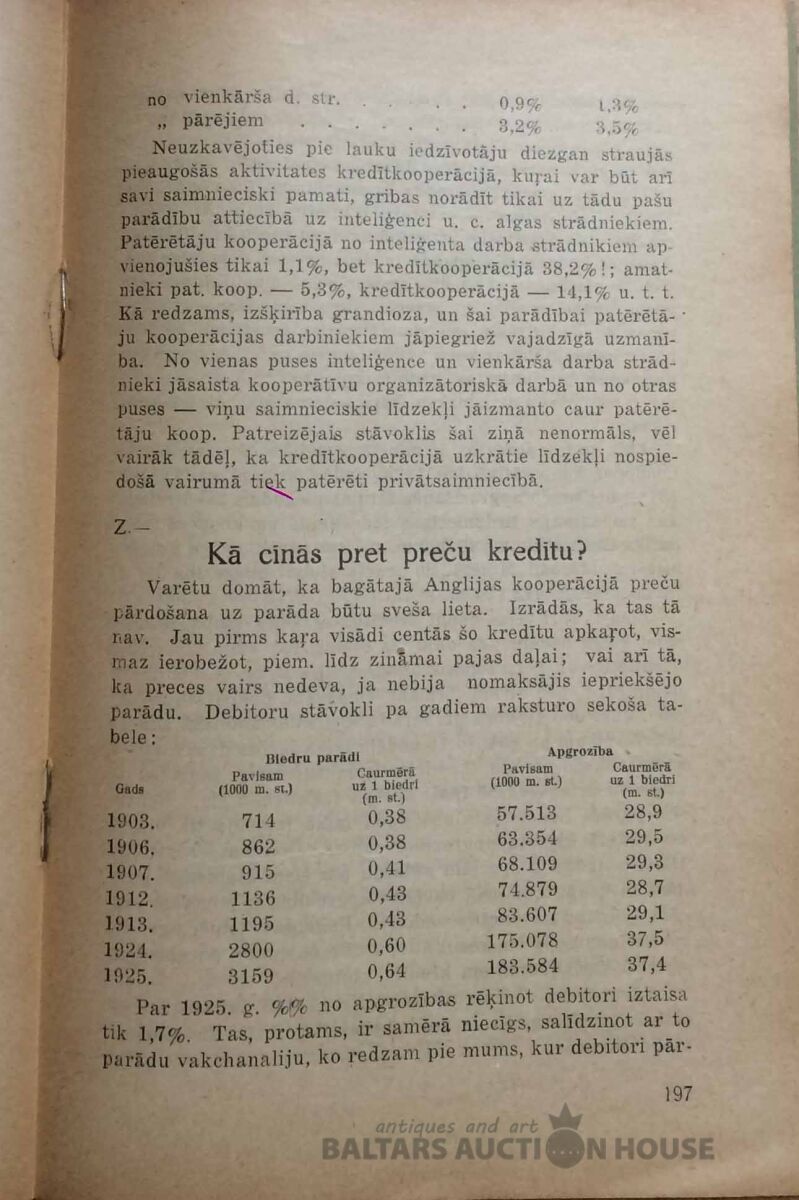 no vienkārša d. str. . . . . . 0,9% 1,3%
„ pārējiem . . . . . . . 3,2% 3,5%
Neuzkavējoties pie lauku iedzīvotāju diezgan straujās
pieaugošās aktivitates kredītkooperācijā, kuŗai var būt arī
savi saimnieciski pamati, gribas norādīt tikai uz tādu pašu
parādību attiecībā uz inteliģenci u. c. algas strādniekiem.
Patērētāju kooperācijā no inteliģenta darba strādnikiem ap-
vienojušies tikai 1,1%, bet kredītkooperācijā 38,2%!; amat-
nieki pat. koop. — 5,3%, kredītkooperācijā — 14,1% u. t. t.
Kā redzams, izšķirība grandioza, un šai parādībai patērētā-
ju kooperācijas darbiniekiem jāpiegriež vajadzīgā uzmanī-
ba. No vienas puses inteliģence un vienkārša darba strād-
nieki jāsaista kooperātīvu organizātoriskā darbā un no otras
puses — viņu saimnieciskie līdzekļi jāizmanto caur patērē-
tāju koop. Patreizējais stāvoklis šai ziņā nenormāls, vēl
vairāk tādēļ, ka kredītkooperācijā uzkrātie līdzekļi nospie-
došā vairumā tiek patērēti privātsaimniecībā.
Z.—
Kā cīnās pret preču kreditu?
Varētu domāt, ka bagātajā Anglijas kooperācijā preču
pārdošana uz parāda būtu sveša lieta. Izrādās, ka tas tā
nav. Jau pirms kaŗa visādi centās šo kredītu apkaŗot, vis-
maz ierobežot, piem. līdz zināmai pajas daļai; vai arī tā,
ka preces vairs nedeva, ja nebija nomaksājis iepriekšējo
parādu. Debitoru stāvokli pa gadiem raksturo sekoša ta-
bele:
Biedru parādi Apgrozība
Gads Pavisam (1000 m. st.) Caurmērā uz 1 biedri (m. st.) Pavisam (1000 m. st.) Caurmērā uz 1 biedri (m. st.)
1903. 714 0,38 57.513 28,9
1906. 862 0,38 63.354 29,5
1907. 915 0,41 68.109 29,3
1912. 1136 0,43 74.879 28,7
1913. 1195 0,43 83.607 29,1
1924. 2800 0,60 175.078 37,5
1925. 3159 0,64 183.584 37,4
Par 1925. g. %% no apgrozības rēķinot debitori iztaisa
tik 1,7%. Tas, protams, ir samērā niecīgs, salīdzinot ar to
parādu vakchanaliju, ko redzam pie mums, kur debitori pār-
197
antiques and art
BALTARS AUCTION HOUSE